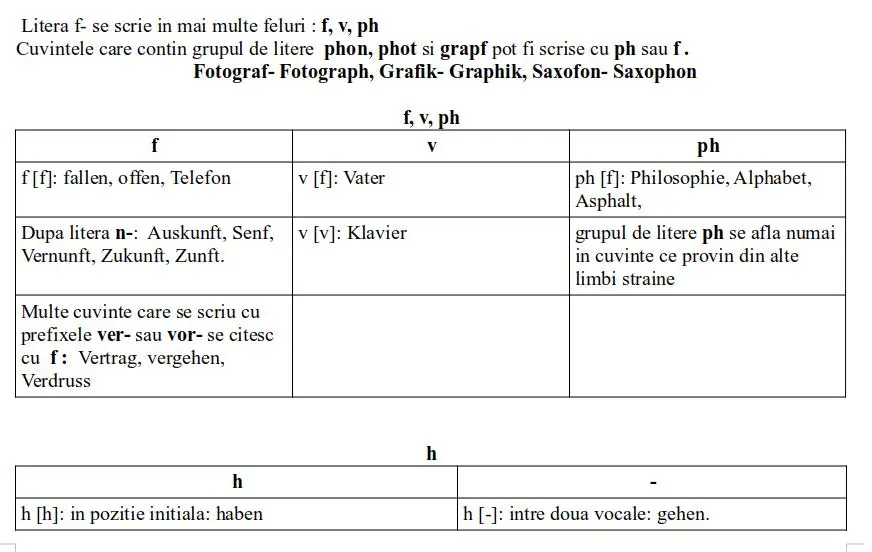 Litera f- se scrie in mai multe feluri : f, v, ph
Cuvintele care contin grupul de litere phon, phot si grapf pot fi scrise cu ph sau f .
Fotograf- Fotograph, Grafik- Graphik, Saxofon- Saxophon
f, v, ph
f
v
ph
f [f]: fallen, offen, Telefon
v [f]: Vater
ph [f]: Philosophie, Alphabet,
Asphalt,
Dupa litera n-: Auskunft, Senf,
Vernunft, Zukunft, Zunft.
v [v]: Klavier
grupul de litere ph se afla numai
in cuvinte ce provin din alte
limbi straine
Multe cuvinte care se scriu cu
prefixele ver- sau vor- se citesc
cu f : Vertrag, vergehen,
Verdruss
h
h
-
h [h]: in pozitie initiala: haben
h [-]: intre doua vocale: gehen.